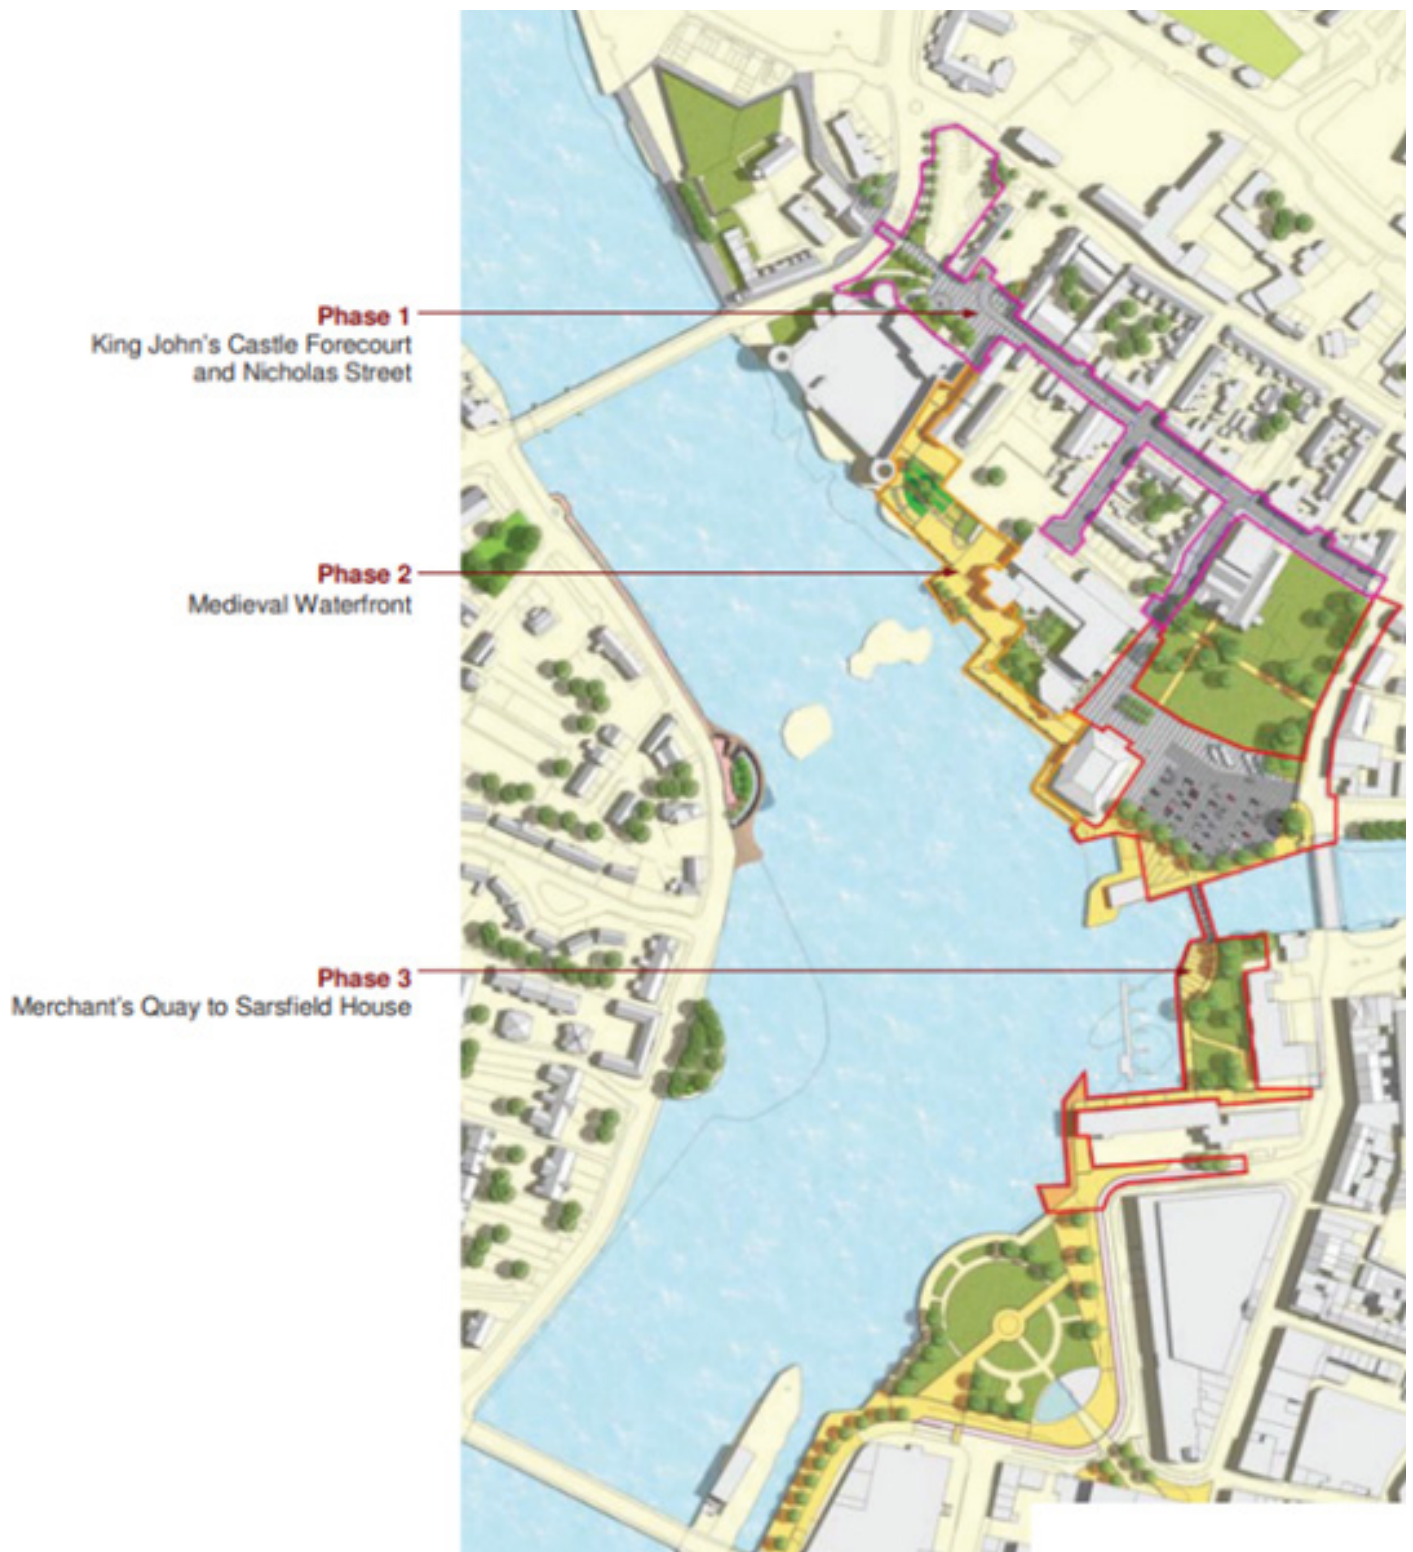 Phase 1
King John's Castle Forecourt
and Nicholas Street
Phase 2
Medieval Waterfront
Phase 3
Merchant's Quay to Sarsfield House